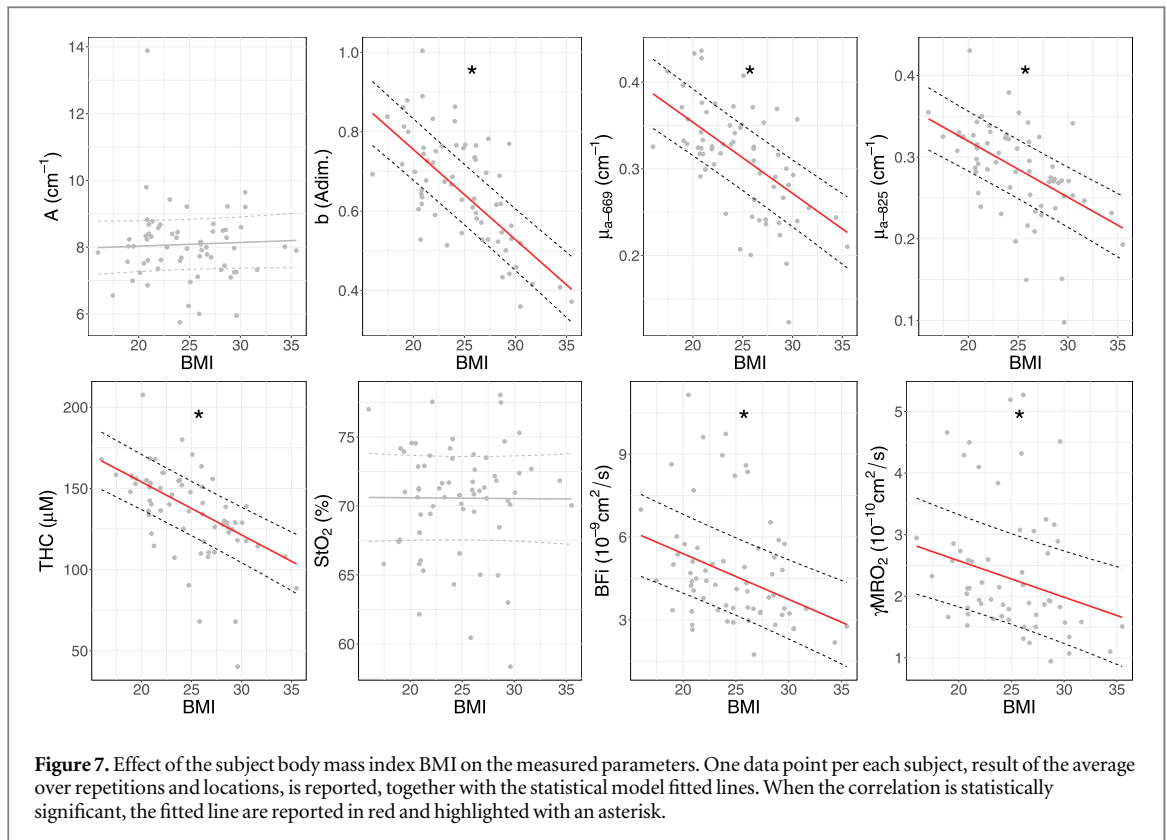 14
12
10
8
6
A (cm⁻¹)
20 25 30 35
BMI
1.0
0.8
0.6
0.4
b (Adim.)
*
20 25 30 35
BMI
0.4
0.3
0.2
μa−669 (cm⁻¹)
*
20 25 30 35
BMI
0.4
0.3
0.2
0.1
μa−825 (cm⁻¹)
*
20 25 30 35
BMI
200
150
100
50
THC (μM)
*
20 25 30 35
BMI
75
70
65
60
StO₂ (%)
20 25 30 35
BMI
9
6
3
BFi (10⁻⁹cm²/s)
*
20 25 30 35
BMI
5
4
3
2
1
γMRO₂ (10⁻¹⁰cm²/s)
*
20 25 30 35
BMI
Figure 7. Effect of the subject body mass index BMI on the measured parameters. One data point per each subject, result of the average
over repetitions and locations, is reported, together with the statistical model fitted lines. When the correlation is statistically
significant, the fitted line are reported in red and highlighted with an asterisk.